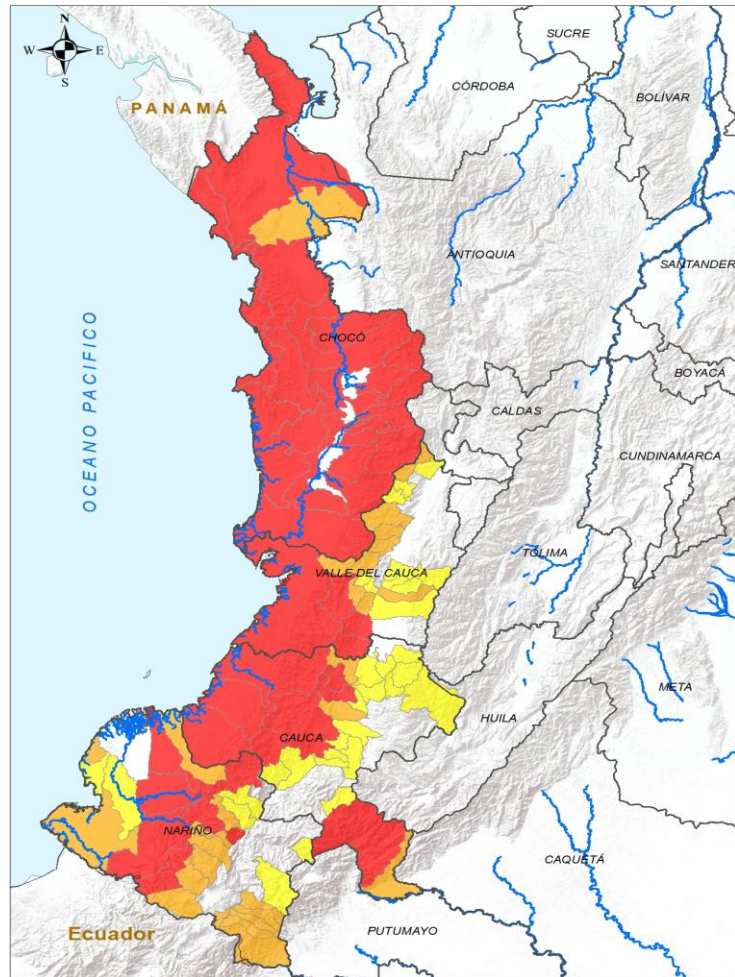 N
W E
S
SUCRE
CÓRDOBA
BOLÍVAR
PANAMÁ
ANTIOQUIA
SANTANDER
OCEANO PACIFICO
CHOCÓ
BOYACÁ
CALDAS
CUNDINAMARCA
TOLIMA
VALLE DEL CAUCA
META
HUILA
CAUCA
NARIÑO
CAQUETÁ
Ecuador
PUTUMAYO